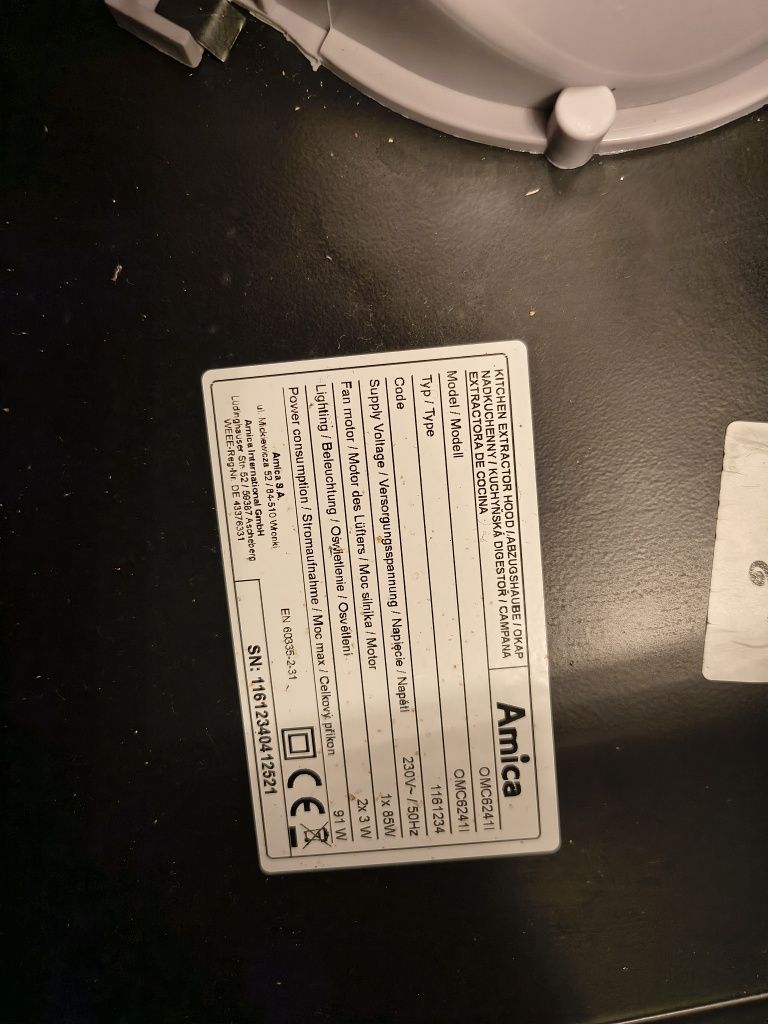 KITCHEN EXTRACTOR HOOD / ABZUGSHAUBE / OKAP
NADKUCHENNY / KUCHYŃSKÁ DIGESTOŘ / CAMPANA
EXTRACTORA DE COCINA
Amica
Model / Modell OMC6241I
Typ / Type OMC6241I
Code 1161234
Supply Voltage / Versorgungsspannung / Napięcie / Napětí 230V~ / 50Hz
Fan motor / Motor des Lüfters / Moc silnika / Motor 1x 85W
Lighting / Beleuchtung / Oświetlenie / Osvětlení 2x 3 W
Power consumption / Stromaufnahme / Moc max / Celkový příkon 91 W
Amica S.A.
ul. Mickiewicza 52 / 64-510 Wronki
Amica International GmbH
Lüdinghauser Str. 52 / 59387 Ascheberg
WEEE-Reg-Nr. DE 43376331
EN 60335-2-31
CE
SN: 11612340412521